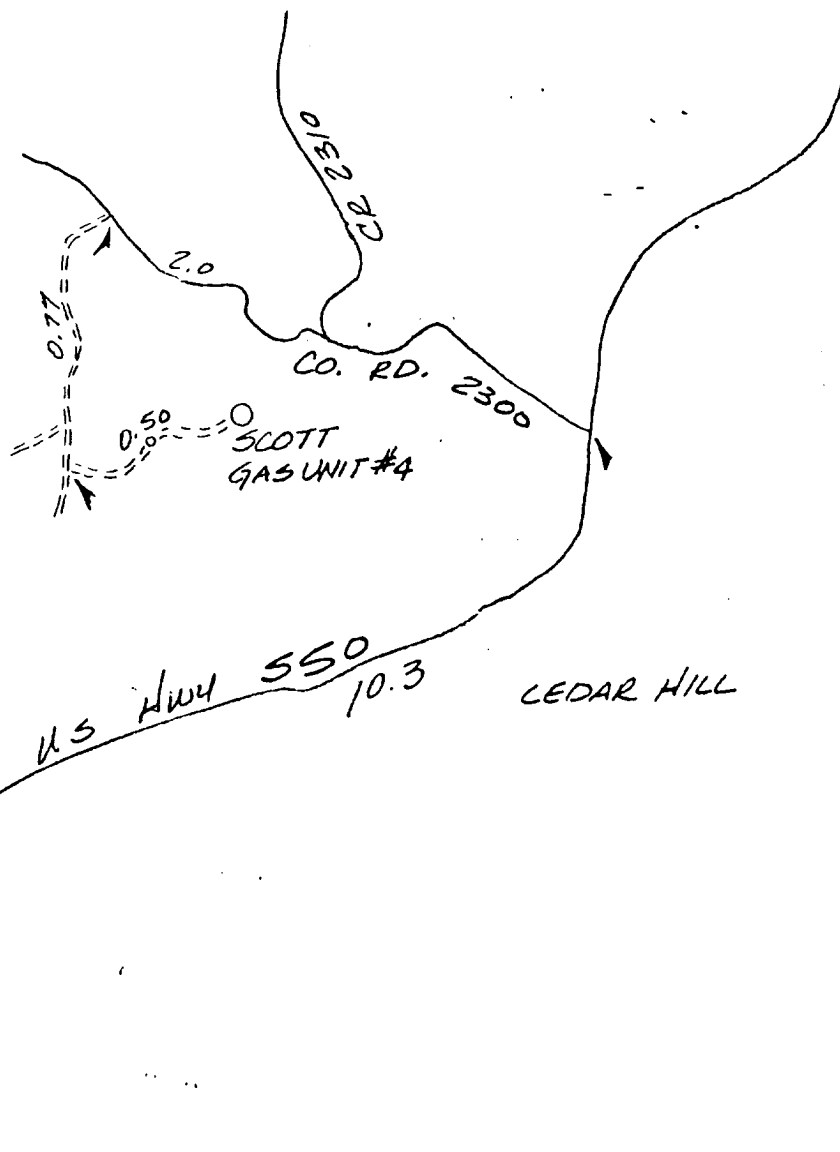 CR 2310
2.0
0.77
CO. RD. 2300
0.50
SCOTT
GAS UNIT #4
US HWY 550
10.3
CEDAR HILL